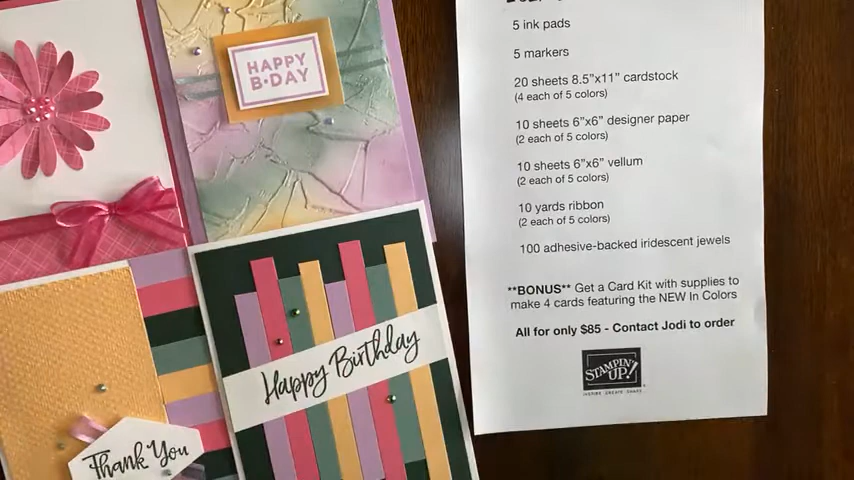 HAPPY
B•DAY
Happy Birthday
Thank You
5 ink pads
5 markers
20 sheets 8.5"x11" cardstock
(4 each of 5 colors)
10 sheets 6"x6" designer paper
(2 each of 5 colors)
10 sheets 6"x6" vellum
(2 each of 5 colors)
10 yards ribbon
(2 each of 5 colors)
100 adhesive-backed iridescent jewels
**BONUS** Get a Card Kit with supplies to
make 4 cards featuring the NEW In Colors
All for only $85 - Contact Jodi to order
STAMPIN' UP!
INSPIRE CREATE SHARE